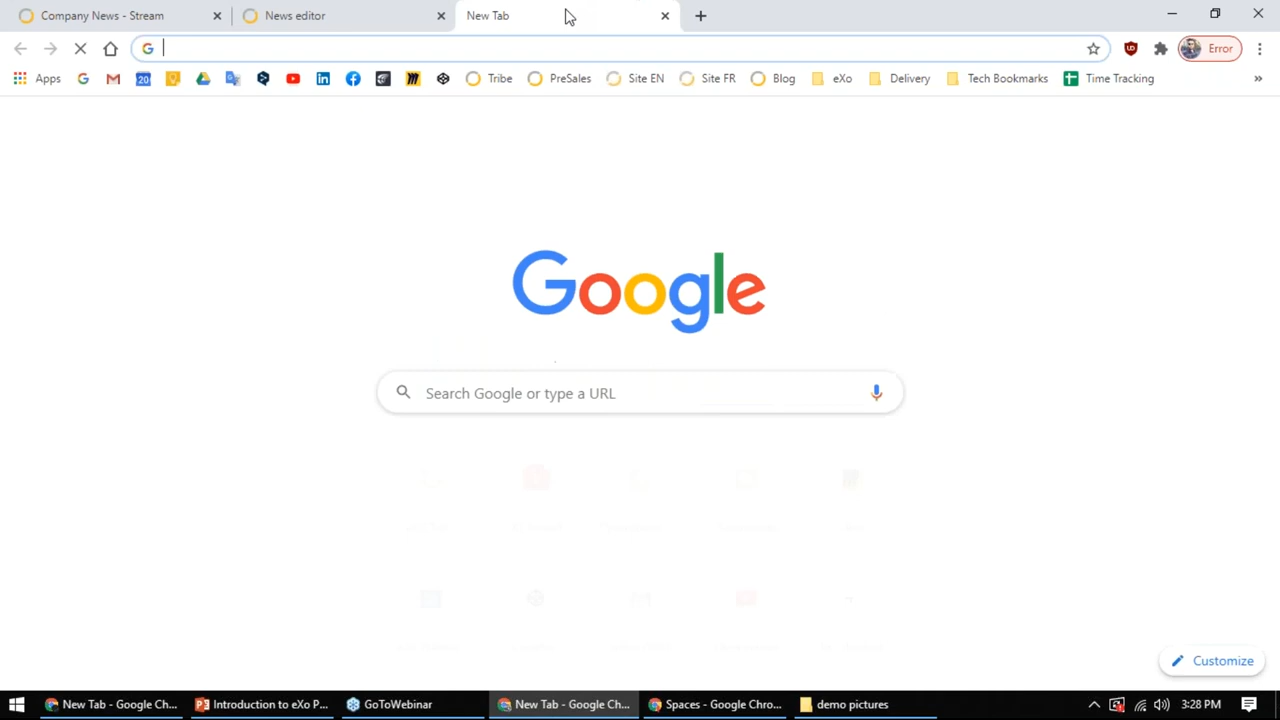 Company News - Stream
News editor
New Tab
Error
Apps
20
Tribe
PreSales
Site EN
Site FR
Blog
eXo
Delivery
Tech Bookmarks
Time Tracking
»
Google
Search Google or type a URL
Customize
New Tab - Google Ch...
Introduction to eXo P...
GoToWebinar
New Tab - Google Ch...
Spaces - Google Chro...
demo pictures
3:28 PM